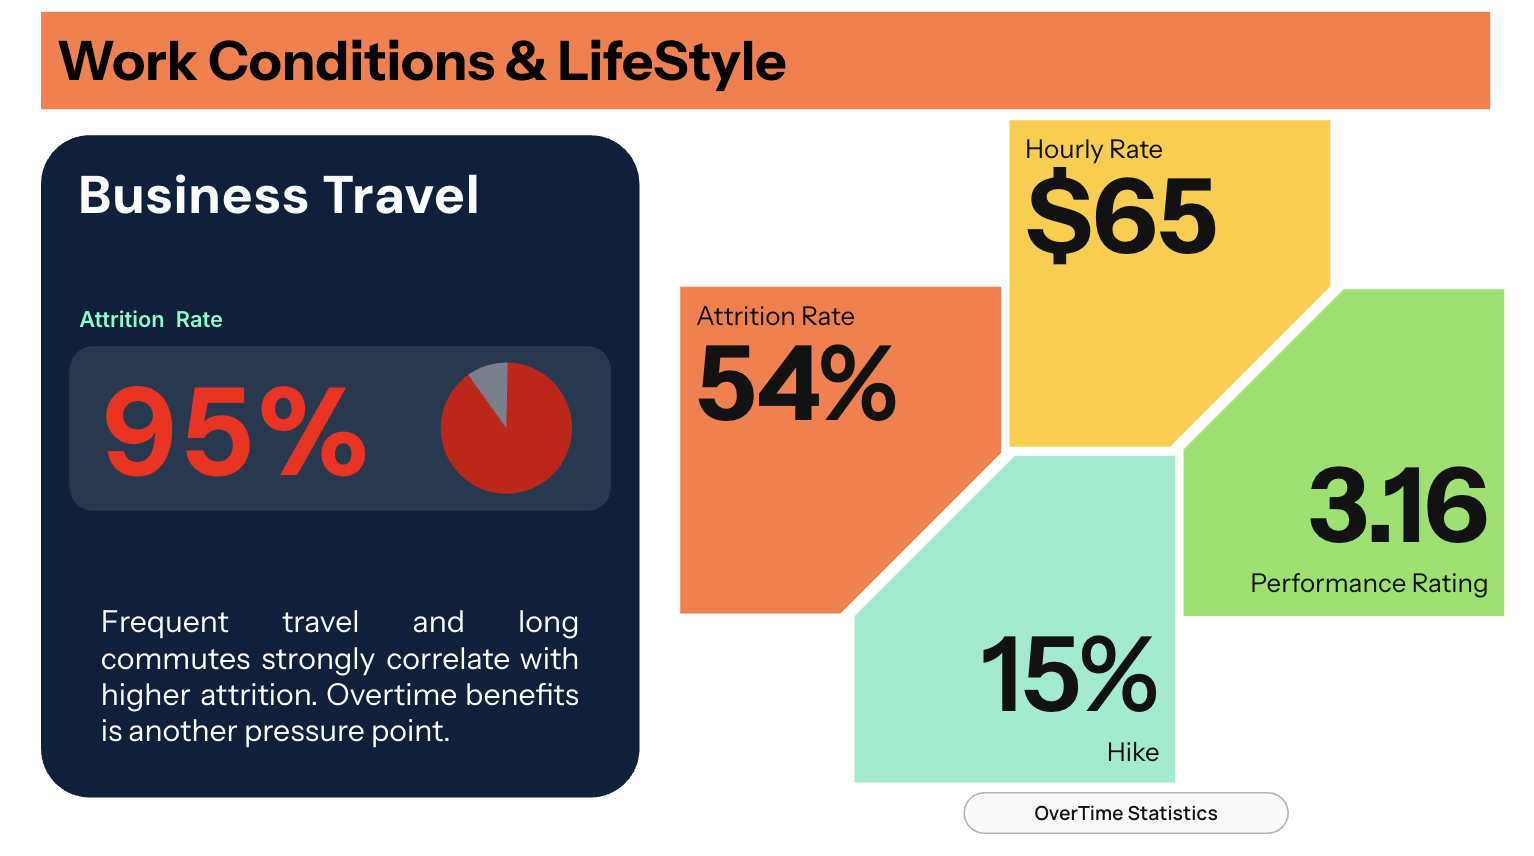 Work Conditions & LifeStyle
Business Travel
Attrition Rate
95%
Frequent travel and long
commutes strongly correlate with
higher attrition. Overtime benefits
is another pressure point.
Hourly Rate
$65
Attrition Rate
54%
3.16
Performance Rating
15%
Hike
OverTime Statistics